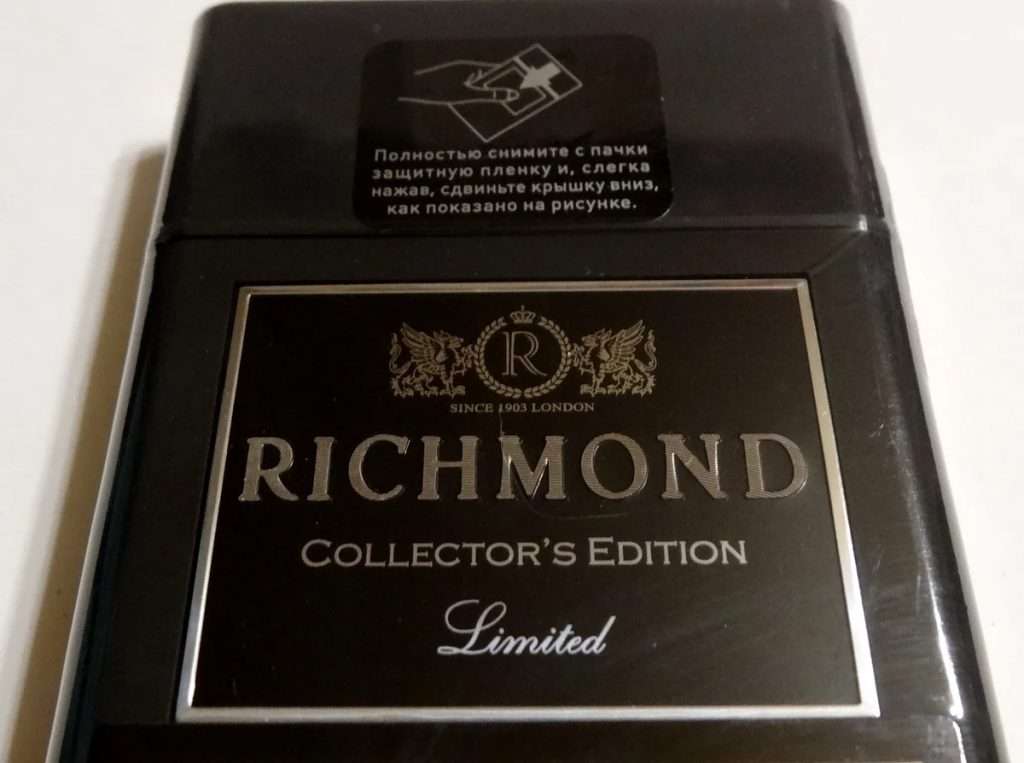 Полностью снимите с пачки
защитную пленку и, слегка
нажав, сдвиньте крышку вниз,
как показано на рисунке.
R
SINCE 1903 LONDON
RICHMOND
COLLECTOR'S EDITION
Limited